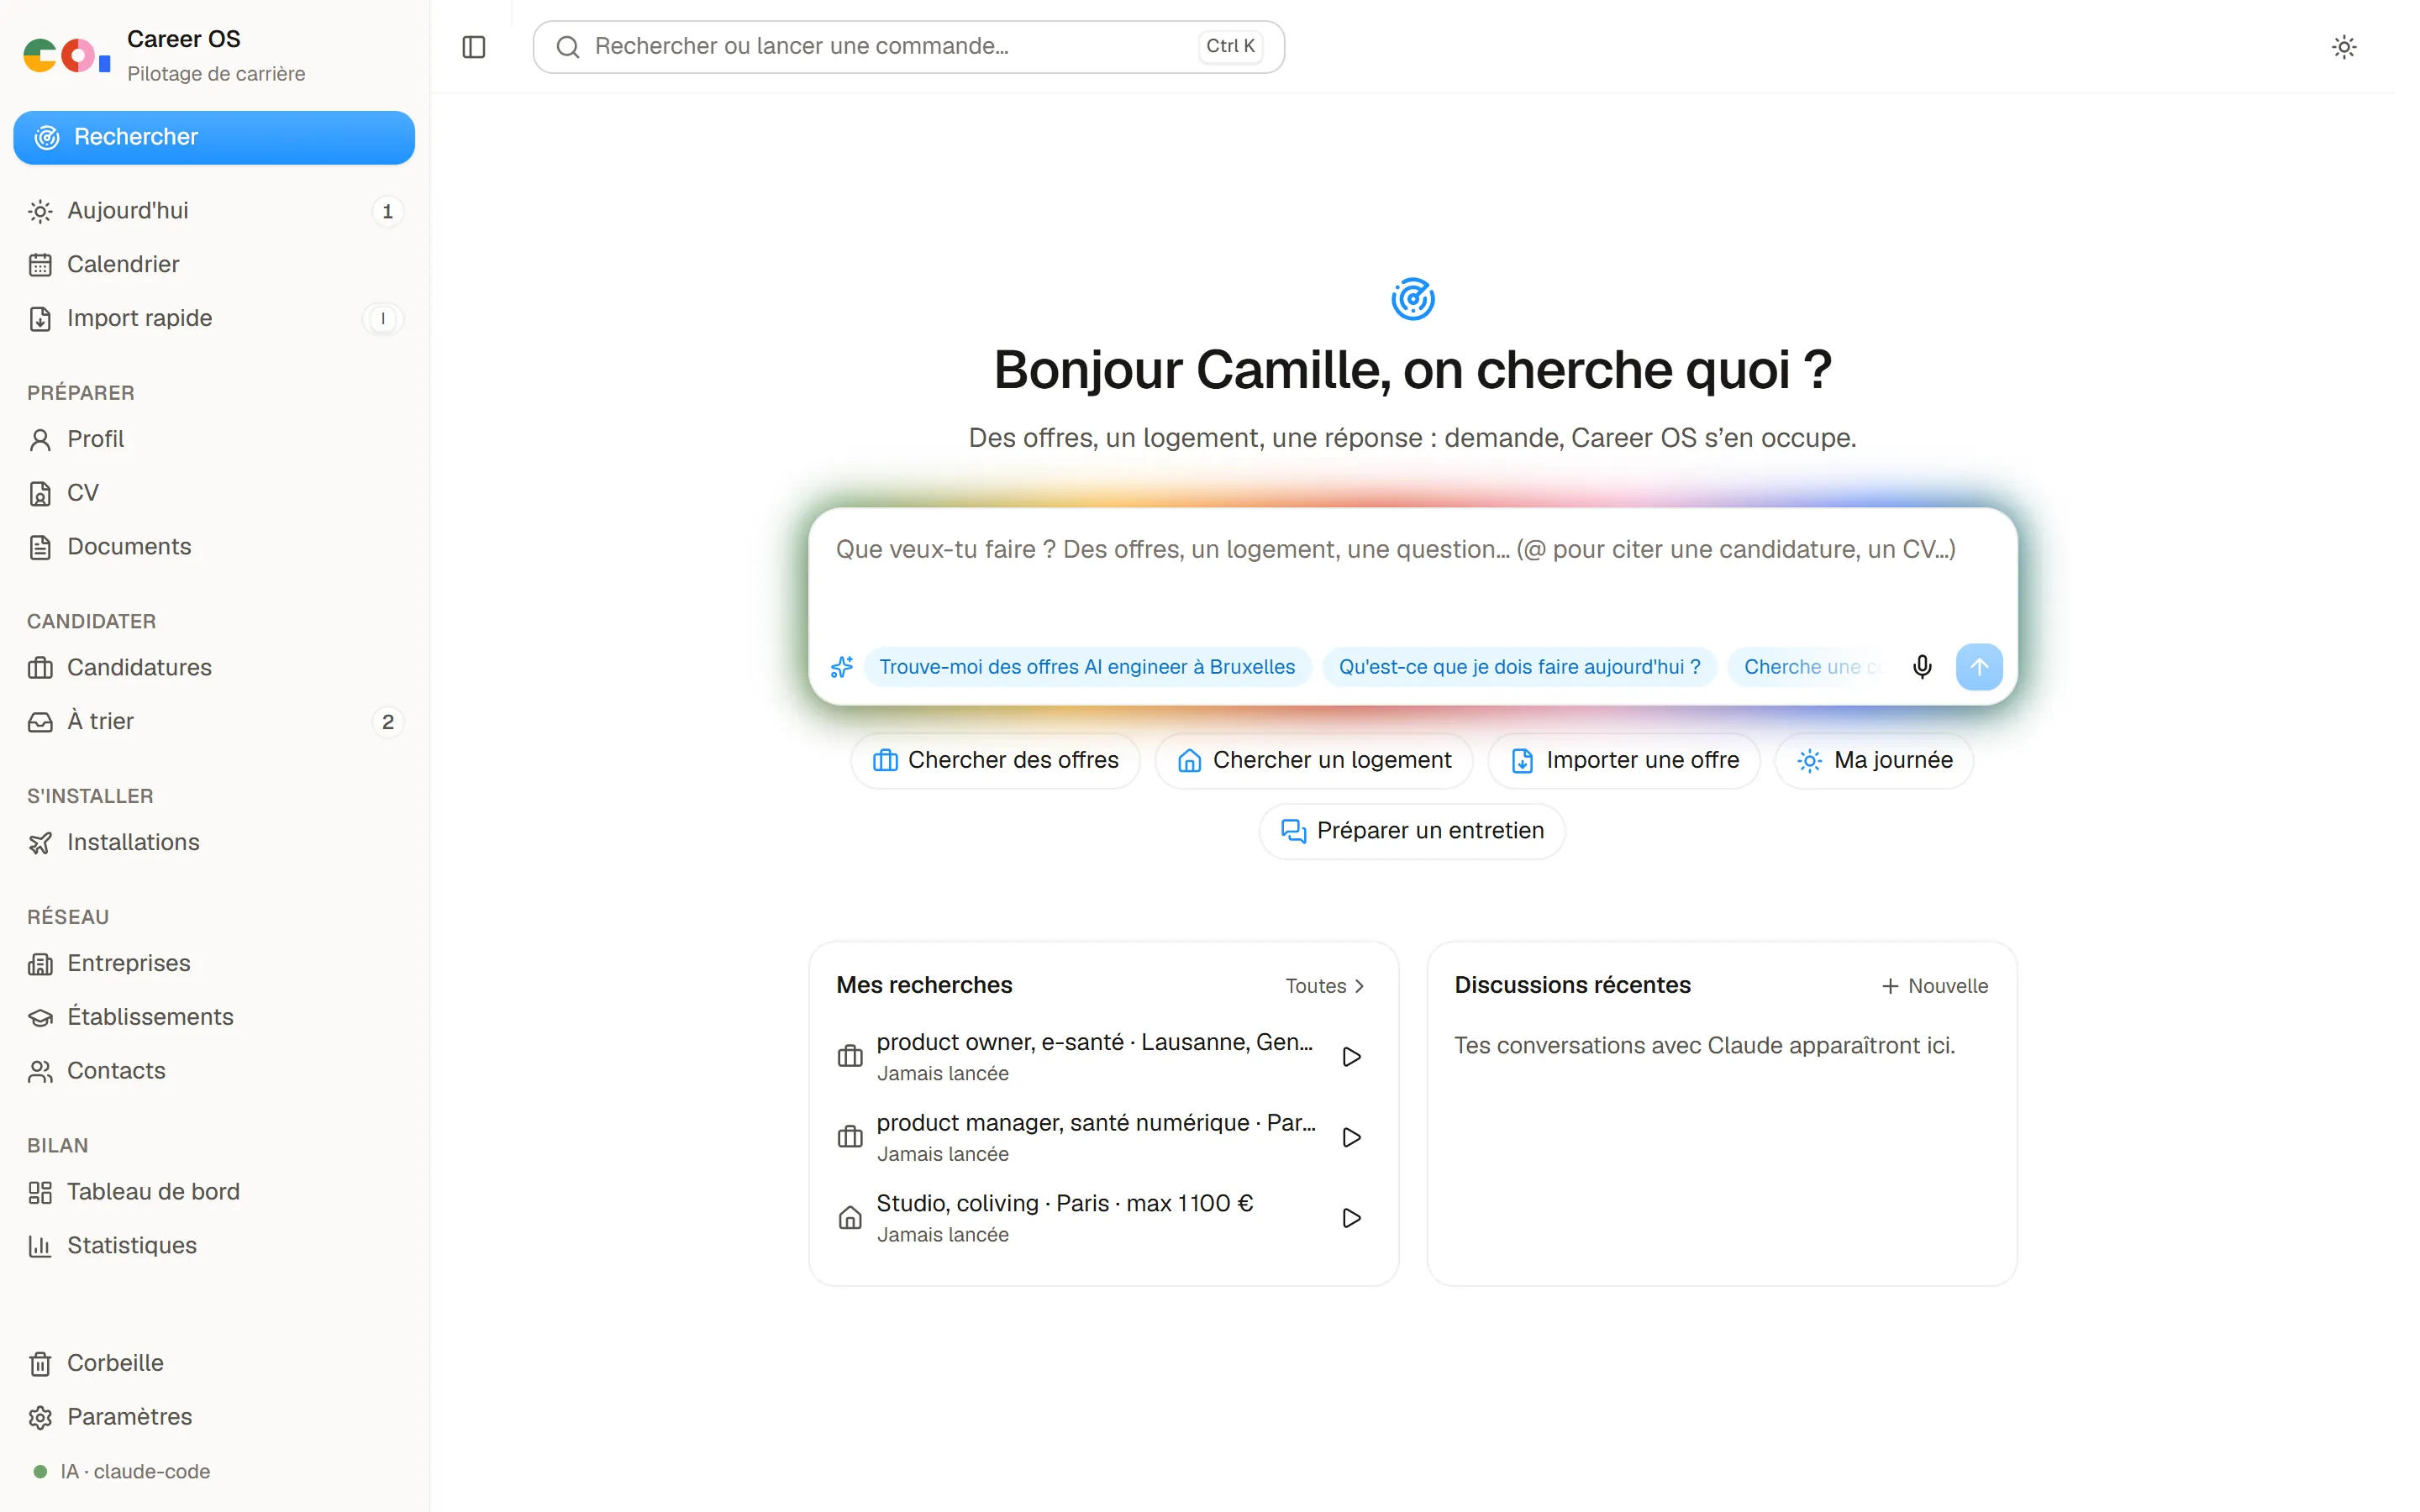 Career OS
Pilotage de carrière
Rechercher ou lancer une commande...
Ctrl K
Rechercher
Aujourd'hui
1
Calendrier
Import rapide
I
PRÉPARER
Profil
CV
Documents
CANDIDATER
Candidatures
À trier
2
S'INSTALLER
Installations
RÉSEAU
Entreprises
Établissements
Contacts
BILAN
Tableau de bord
Statistiques
Corbeille
Paramètres
IA · claude-code
Bonjour Camille, on cherche quoi ?
Des offres, un logement, une réponse : demande, Career OS s’en occupe.
Que veux-tu faire ? Des offres, un logement, une question... (@ pour citer une candidature, un CV...)
Trouve-moi des offres AI engineer à Bruxelles
Qu'est-ce que je dois faire aujourd'hui ?
Cherche une
Chercher des offres
Chercher un logement
Importer une offre
Ma journée
Préparer un entretien
Mes recherches
Toutes
product owner, e-santé · Lausanne, Gen...
Jamais lancée
product manager, santé numérique · Par...
Jamais lancée
Studio, coliving · Paris · max 1100 €
Jamais lancée
Discussions récentes
Nouvelle
Tes conversations avec Claude apparaîtront ici.